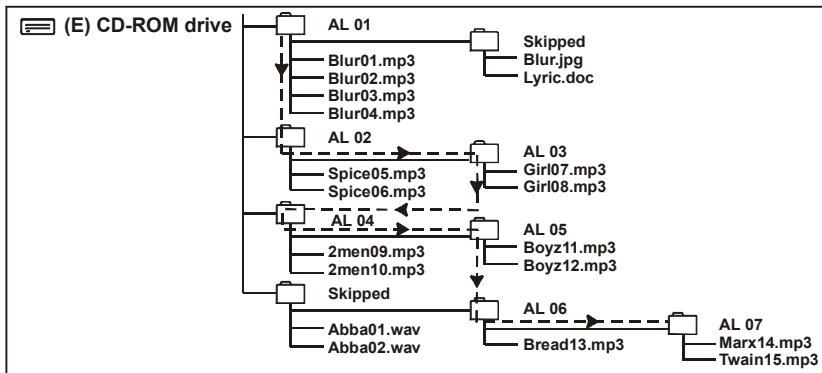 (E) CD-ROM drive
AL 01
Blur01.mp3
Blur02.mp3
Blur03.mp3
Blur04.mp3
Skipped
Blur.jpg
Lyric.doc
AL 02
Spice05.mp3
Spice06.mp3
AL 03
Girl07.mp3
Girl08.mp3
AL 04
2men09.mp3
2men10.mp3
AL 05
Boyz11.mp3
Boyz12.mp3
Skipped
Abba01.wav
Abba02.wav
AL 06
Bread13.mp3
AL 07
Marx14.mp3
Twain15.mp3